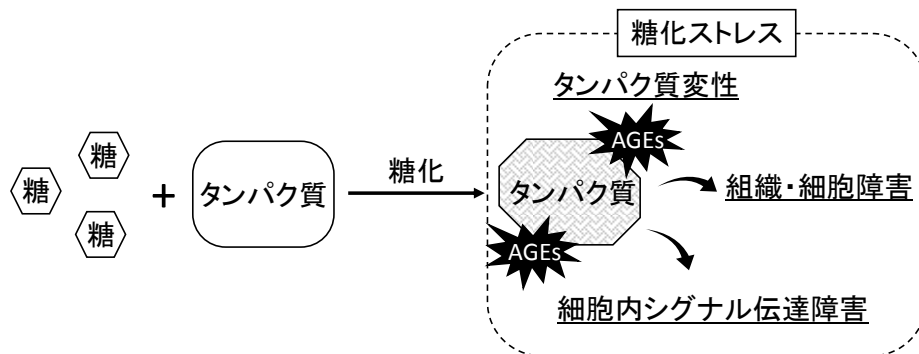 糖化ストレス
タンパク質変性
AGEs
糖
糖
糖
+
タンパク質
糖化
タンパク質
AGEs
組織・細胞障害
細胞内シグナル伝達障害